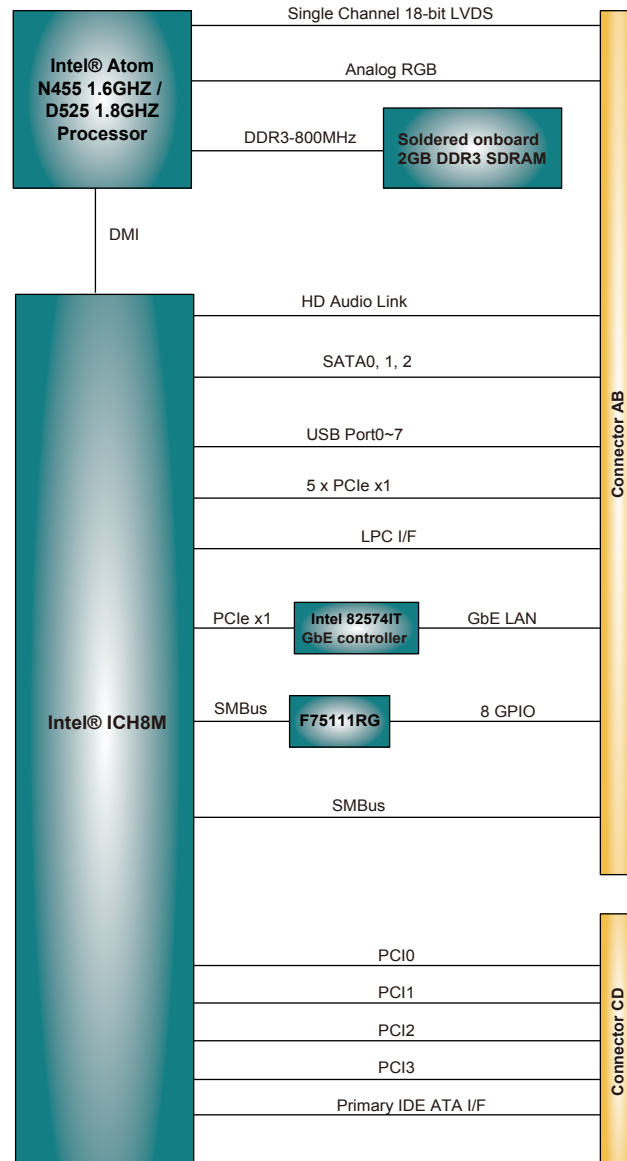 Single Channel 18-bit LVDS
Intel® Atom
N455 1.6GHZ /
D525 1.8GHZ
Processor
Analog RGB
DDR3-800MHz
Soldered onboard
2GB DDR3 SDRAM
DMI
HD Audio Link
SATA0, 1, 2
USB Port0~7
5 x PCIe x1
LPC I/F
Connector AB
PCIe x1
Intel 82574IT
GbE controller
GbE LAN
Intel® ICH8M
SMBus
F75111RG
8 GPIO
SMBus
PCI0
PCI1
PCI2
PCI3
Primary IDE ATA I/F
Connector CD